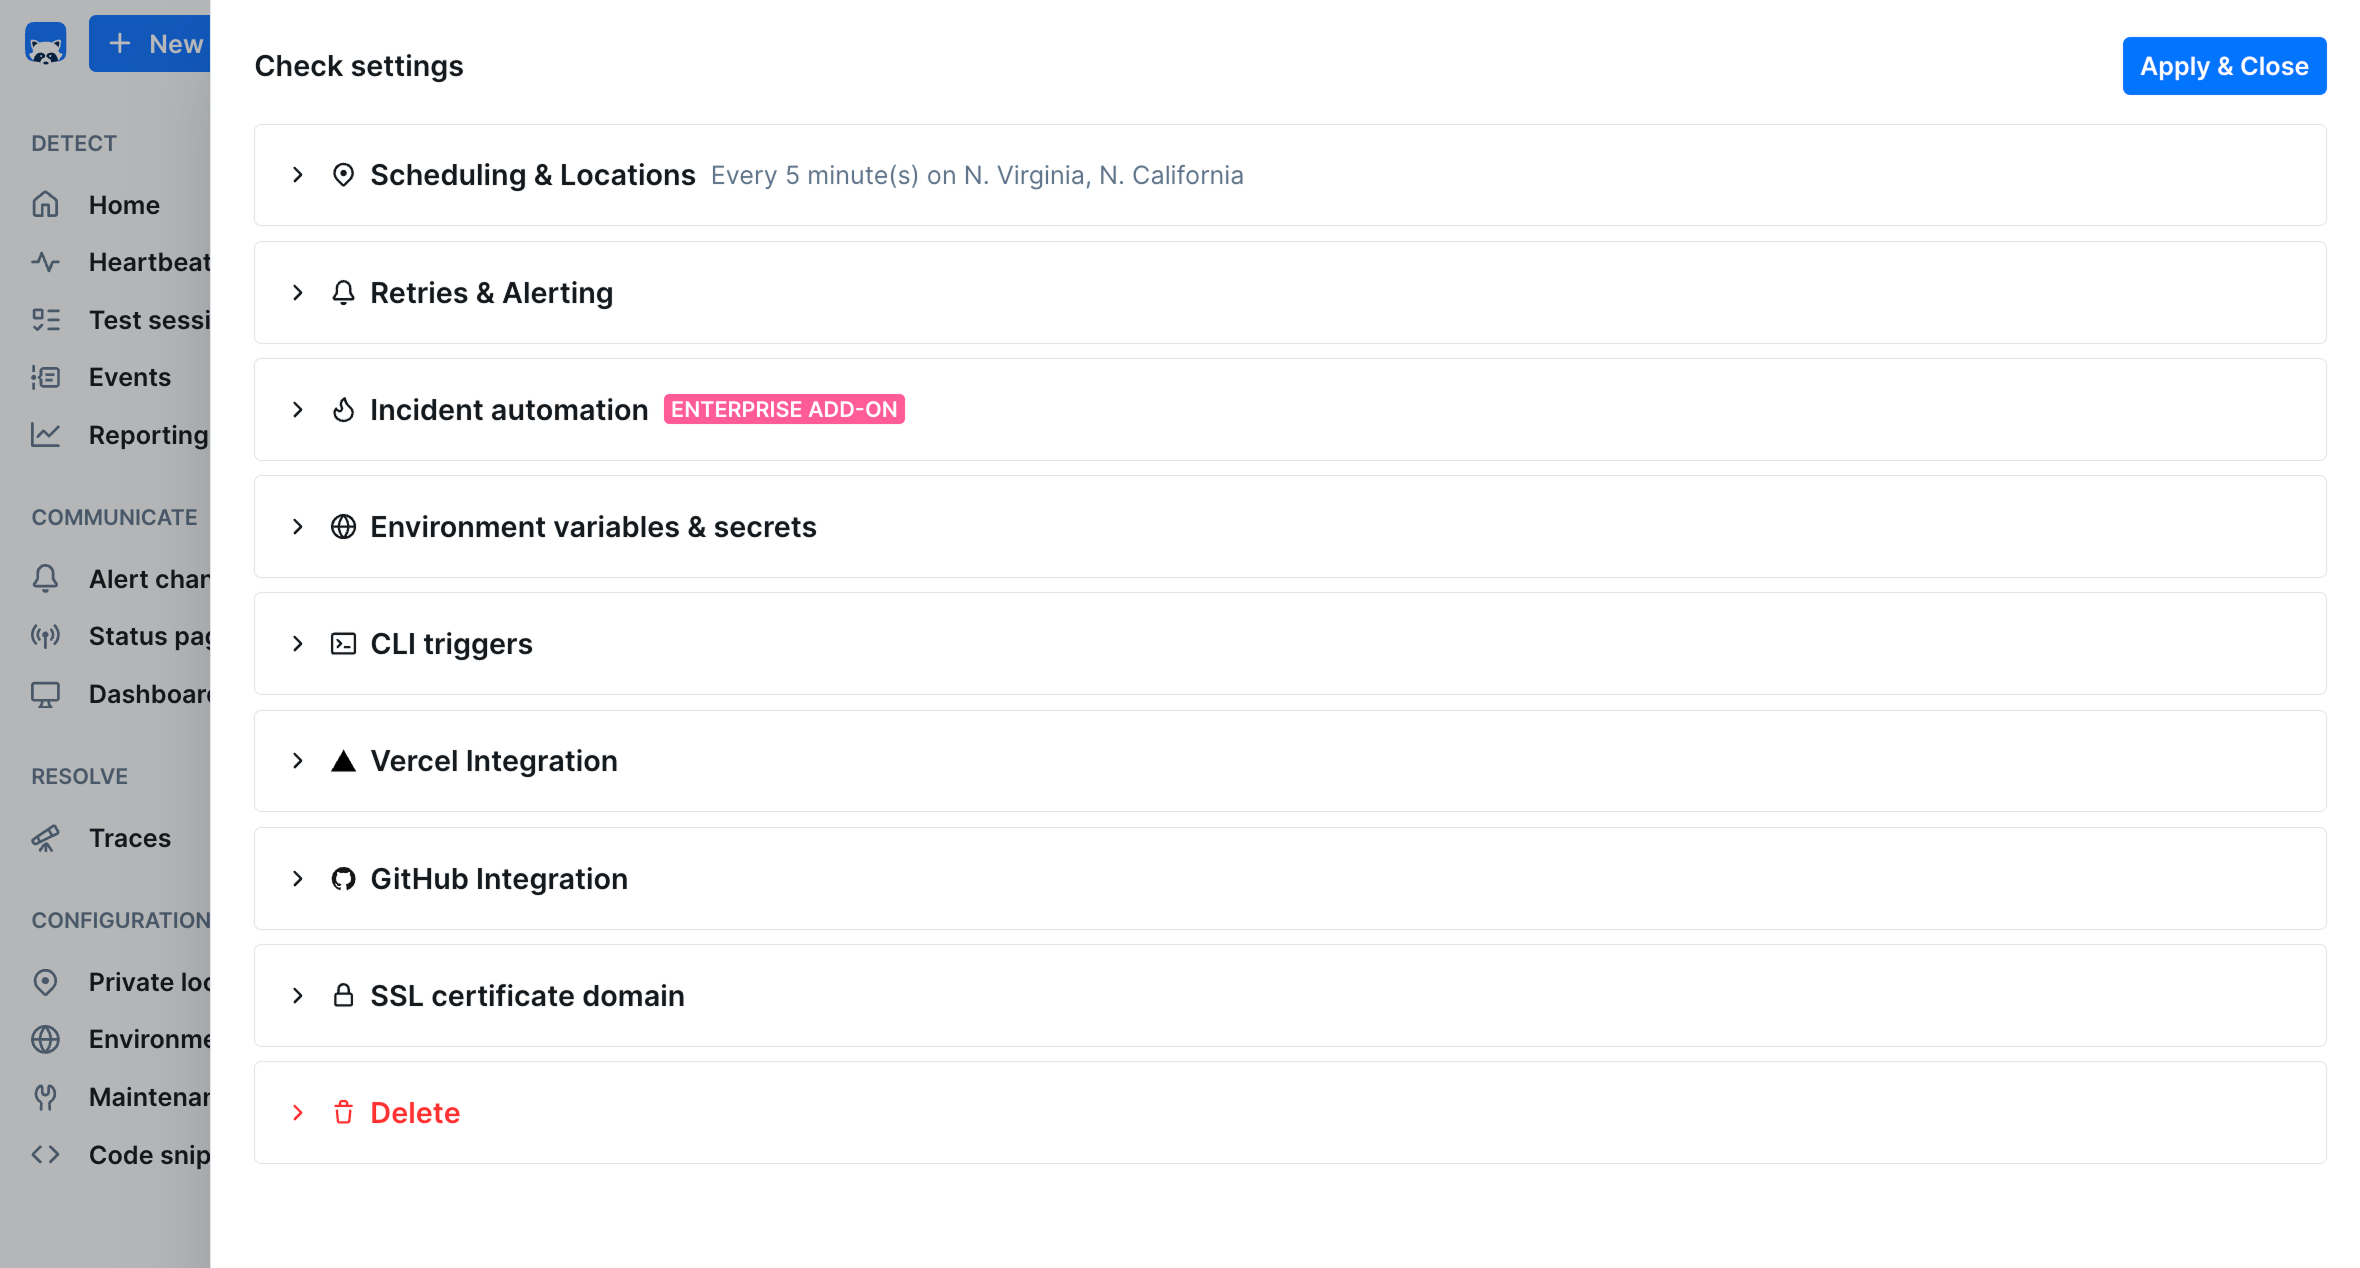 New
DETECT
Home
Heartbeat
Test sessi
Events
Reporting
COMMUNICATE
Alert chan
Status pag
Dashboard
RESOLVE
Traces
CONFIGURATION
Private loc
Environme
Maintenan
Code snip
Check settings
Apply & Close
Scheduling & Locations Every 5 minute(s) on N. Virginia, N. California
Retries & Alerting
Incident automation ENTERPRISE ADD-ON
Environment variables & secrets
CLI triggers
Vercel Integration
GitHub Integration
SSL certificate domain
Delete